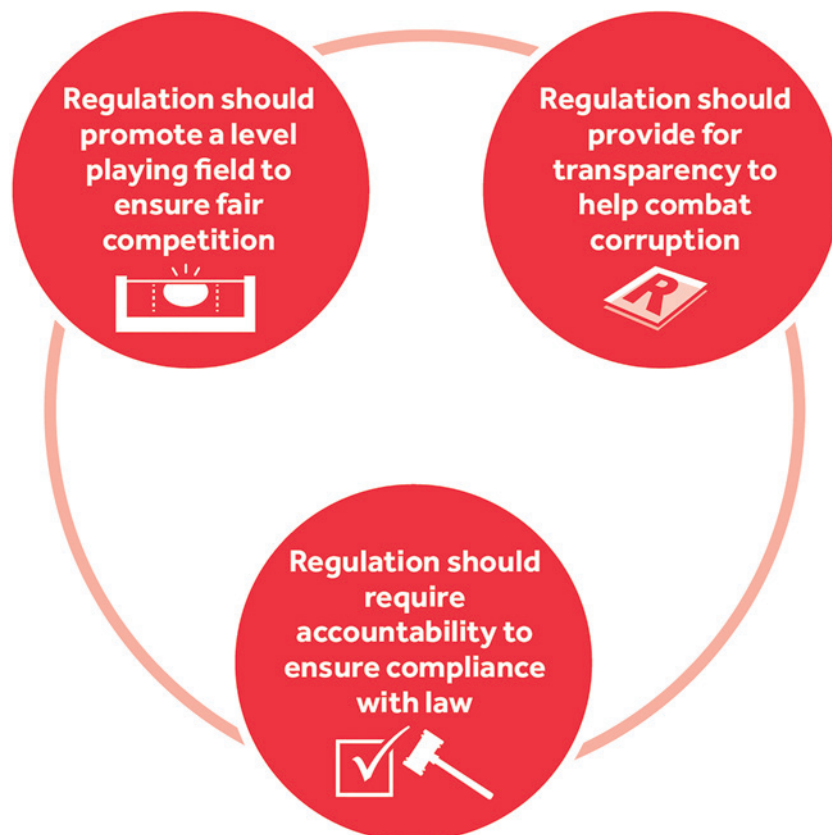 Regulation should
promote a level
playing field to
ensure fair
competition
Regulation should
provide for
transparency to
help combat
corruption
R
Regulation should
require
accountability to
ensure compliance
with law